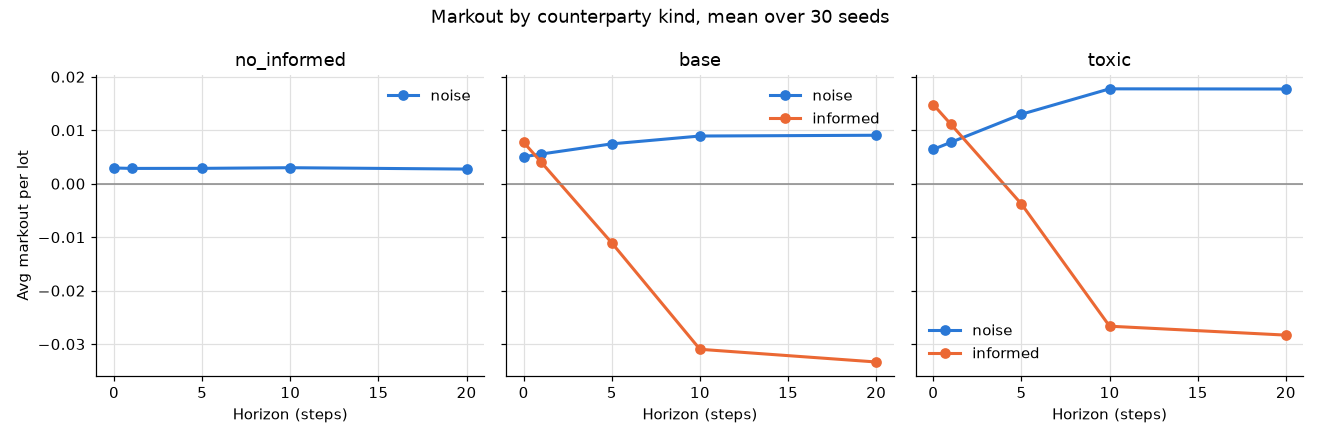 Markout by counterparty kind, mean over 30 seeds
no_informed
base
toxic
Avg markout per lot
0.02
0.01
0.00
−0.01
−0.02
−0.03
noise
noise
informed
noise
informed
0 5 10 15 20
0 5 10 15 20
0 5 10 15 20
Horizon (steps)
Horizon (steps)
Horizon (steps)